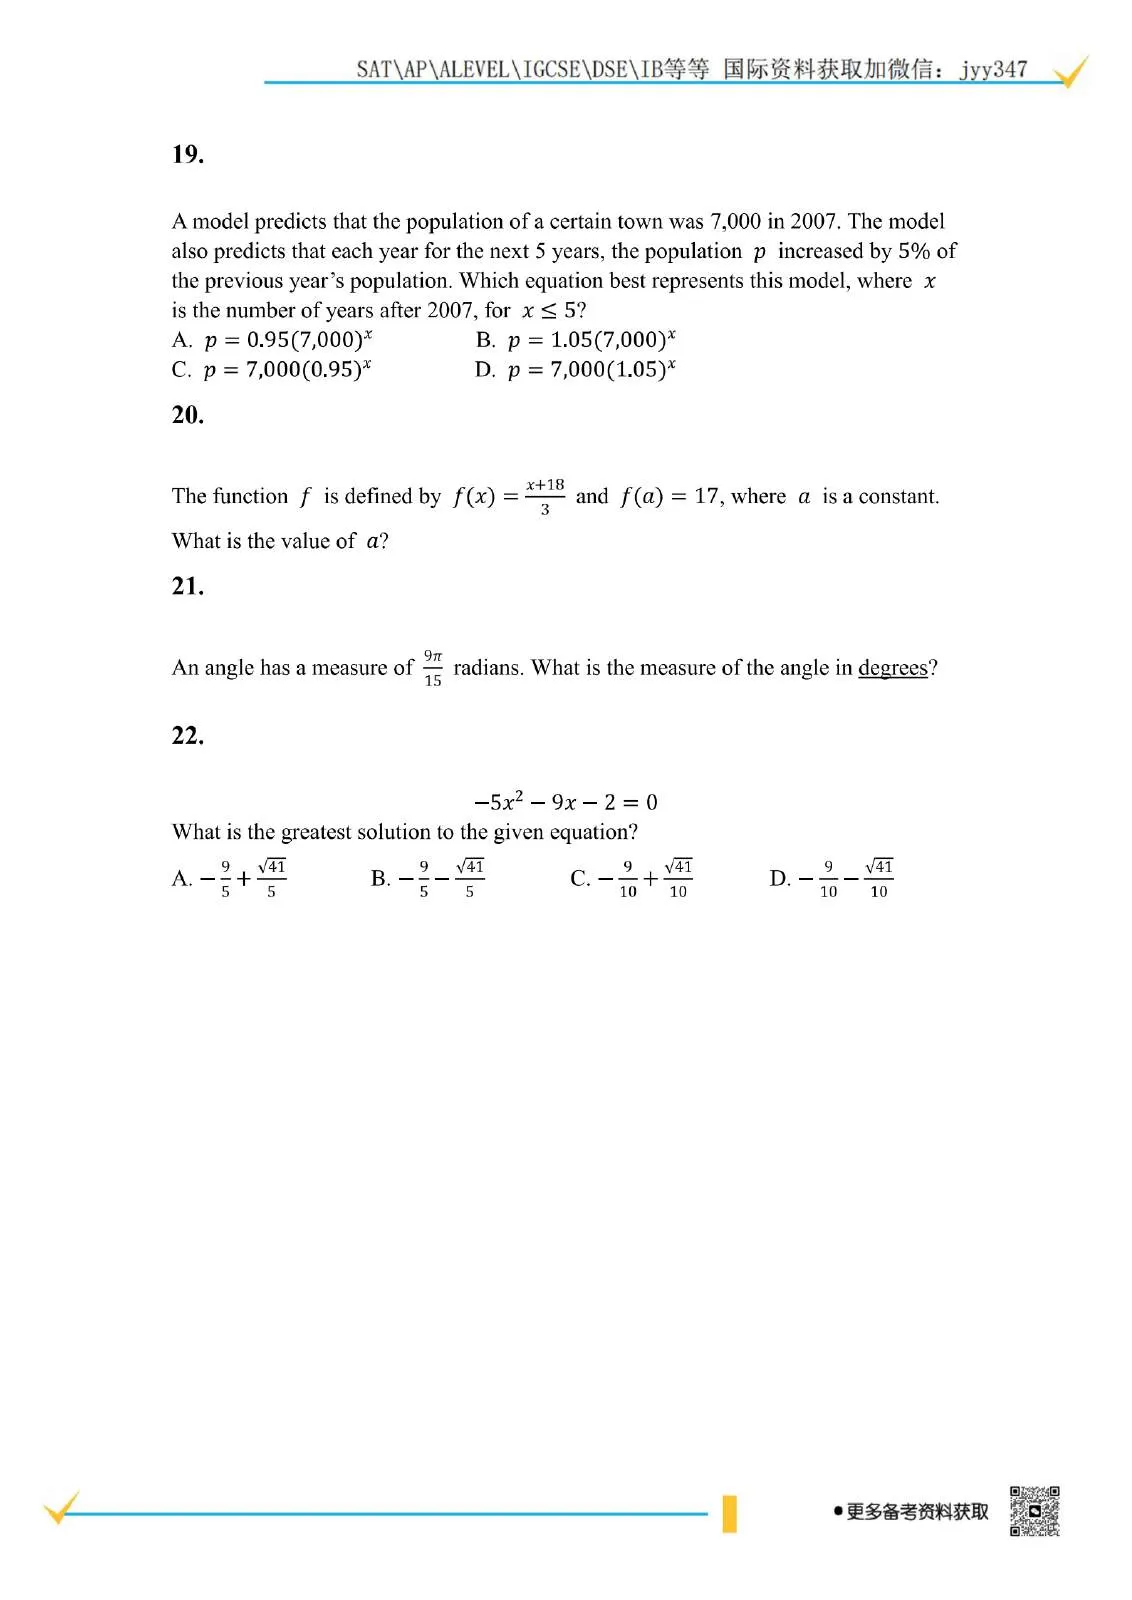 SAT\AP\ALEVEL\IGCSE\DSE\IB等等 国际资料获取加微信：jyy347
19.
A model predicts that the population of a certain town was 7,000 in 2007. The model
also predicts that each year for the next 5 years, the population p increased by 5% of
the previous year’s population. Which equation best represents this model, where x
is the number of years after 2007, for x ≤ 5?
A. p = 0.95(7,000)^x B. p = 1.05(7,000)^x
C. p = 7,000(0.95)^x D. p = 7,000(1.05)^x
20.
The function f is defined by f(x) = (x+18)/3 and f(a) = 17, where a is a constant.
What is the value of a?
21.
An angle has a measure of 9π/15 radians. What is the measure of the angle in degrees?
22.
−5x² − 9x − 2 = 0
What is the greatest solution to the given equation?
A. −9/5 + √41/5 B. −9/5 − √41/5 C. −9/10 + √41/10 D. −9/10 − √41/10
•更多备考资料获取